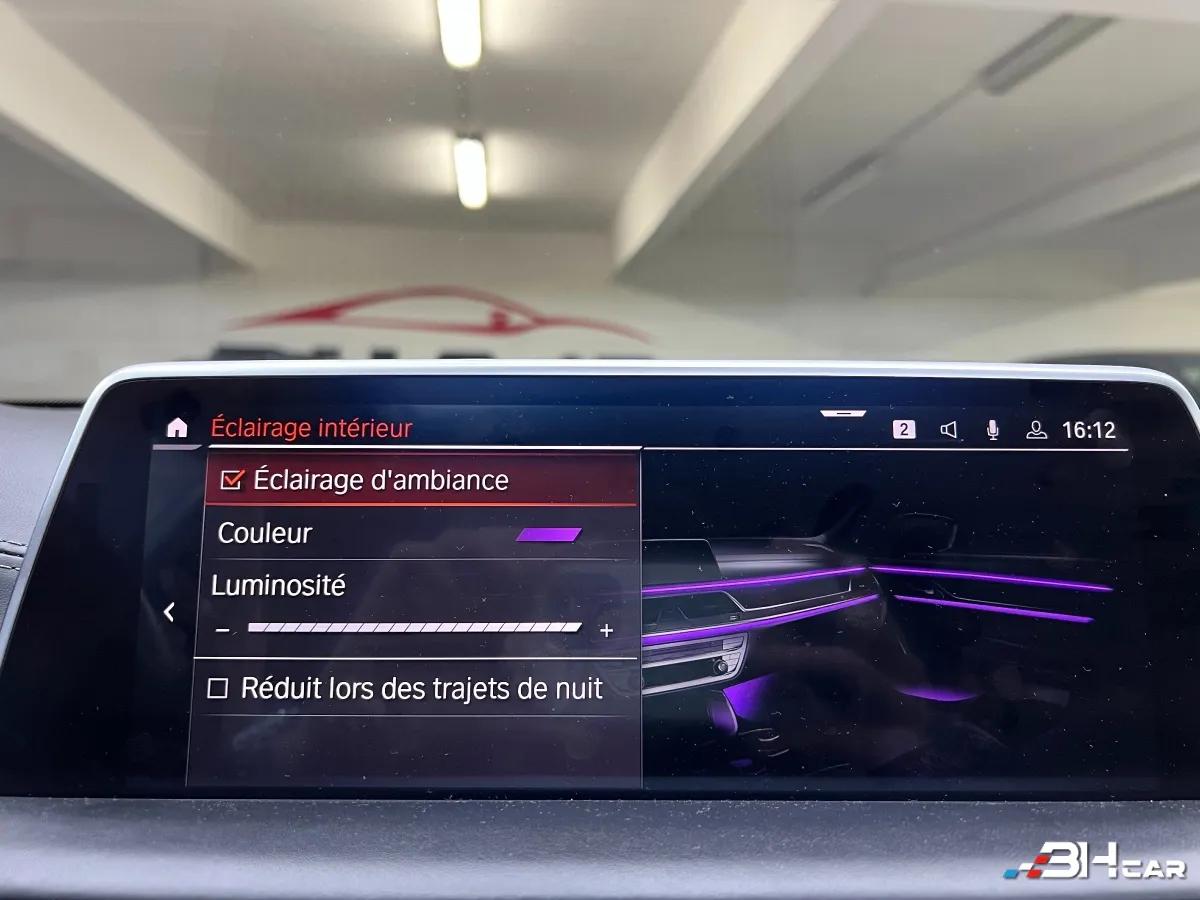 Éclairage intérieur
2
16:12
Éclairage d'ambiance
Couleur
Luminosité
- +
Réduit lors des trajets de nuit
BHCAR